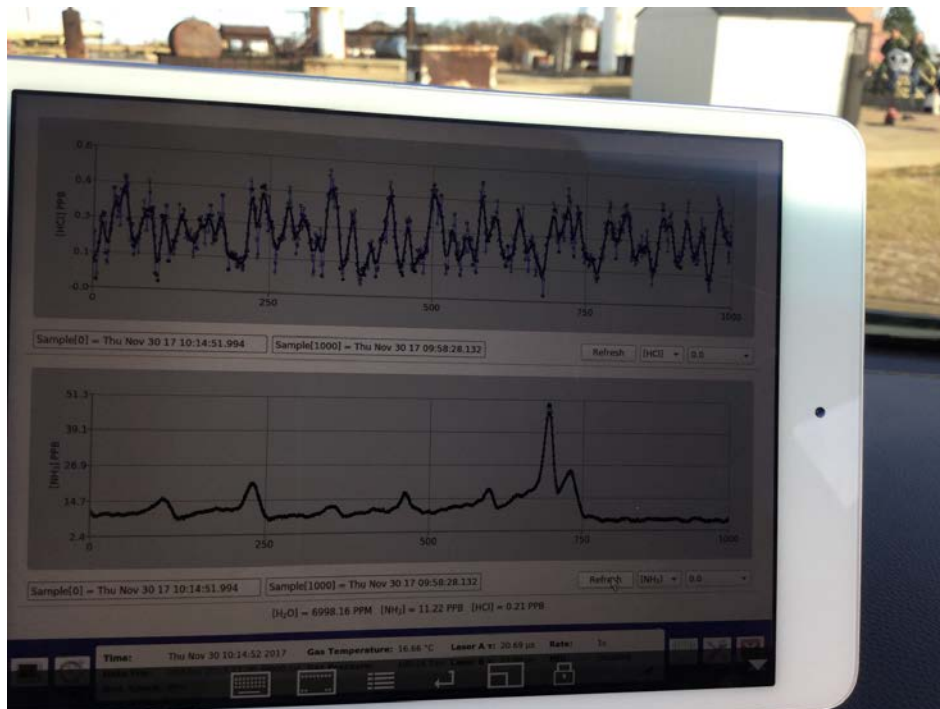 0.8
0.6
0.3
0.1
-0.0
[HCl] PPB
0 250 500 750 1000
Sample[0] = Thu Nov 30 17 10:14:51.994 Sample[1000] = Thu Nov 30 17 09:58:28.132 Refresh [HCl] 0.0
51.3
39.1
26.9
14.7
2.4
[NH₃] PPB
0 250 500 750 1000
Sample[0] = Thu Nov 30 17 10:14:51.994 Sample[1000] = Thu Nov 30 17 09:58:28.132 Refresh [NH₃] 0.0
[H₂O] = 6998.16 PPM [NH₃] = 11.22 PPB [HCl] = 0.21 PPB
Time: Thu Nov 30 10:14:52 2017 Gas Temperature: 16.66 °C Laser A τ: 20.69 µs Rate: 1s